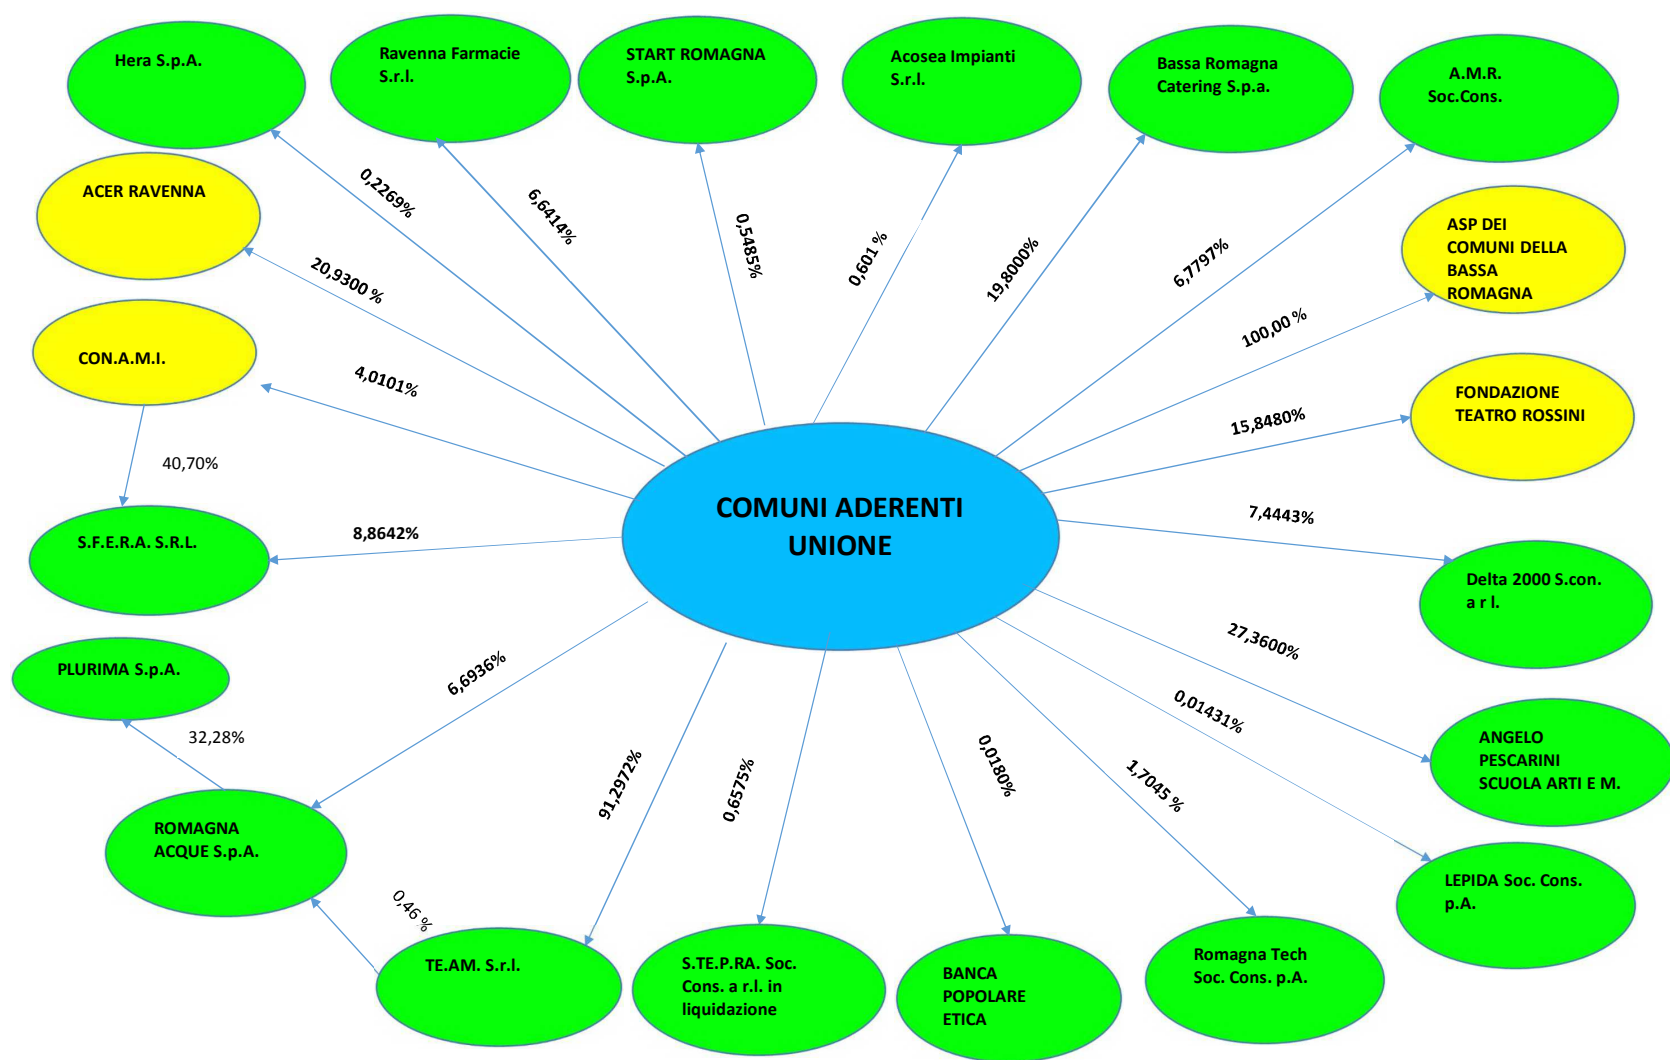 Hera S.p.A.
Ravenna Farmacie
S.r.l.
START ROMAGNA
S.p.A.
Acosea Impianti
S.r.l.
Bassa Romagna
Catering S.p.a.
A.M.R.
Soc.Cons.
ACER RAVENNA
0,2269%
6,6414%
0,5485%
0,601 %
19,8000%
6,7797%
ASP DEI
COMUNI DELLA
BASSA
ROMAGNA
20,9300 %
100,00 %
CON.A.M.I.
4,0101%
15,8480%
FONDAZIONE
TEATRO ROSSINI
40,70%
COMUNI ADERENTI
UNIONE
S.F.E.R.A. S.R.L.
8,8642%
7,4443%
Delta 2000 S.con.
a r l.
PLURIMA S.p.A.
32,28%
6,6936%
27,3600%
0,01431%
ANGELO
PESCARINI
SCUOLA ARTI E M.
91,2972%
0,6575%
0,0180%
1,7045 %
ROMAGNA
ACQUE S.p.A.
0,46 %
LEPIDA Soc. Cons.
p.A.
TE.AM. S.r.l.
S.TE.P.RA. Soc.
Cons. a r.l. in
liquidazione
BANCA
POPOLARE
ETICA
Romagna Tech
Soc. Cons. p.A.